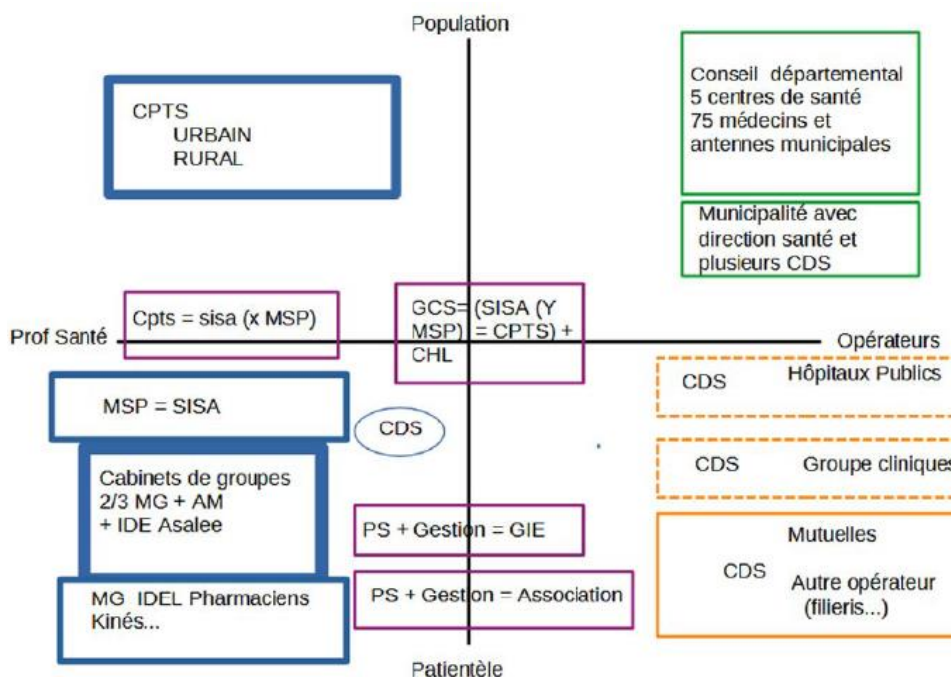 Population
CPTS
URBAIN
RURAL
Conseil départemental
5 centres de santé
75 médecins et
antennes municipales
Municipalité avec
direction santé et
plusieurs CDS
Prof Santé
Cpts = sisa (x MSP)
GCS= (SISA (Y
MSP) = CPTS) +
CHL
Opérateurs
MSP = SISA
CDS
CDS Hôpitaux Publics
Cabinets de groupes
2/3 MG + AM
+ IDE Asalee
CDS Groupe cliniques
PS + Gestion = GIE
Mutuelles
CDS
Autre opérateur
(filieris...)
MG IDEL Pharmaciens
Kinés...
PS + Gestion = Association
Patientèle